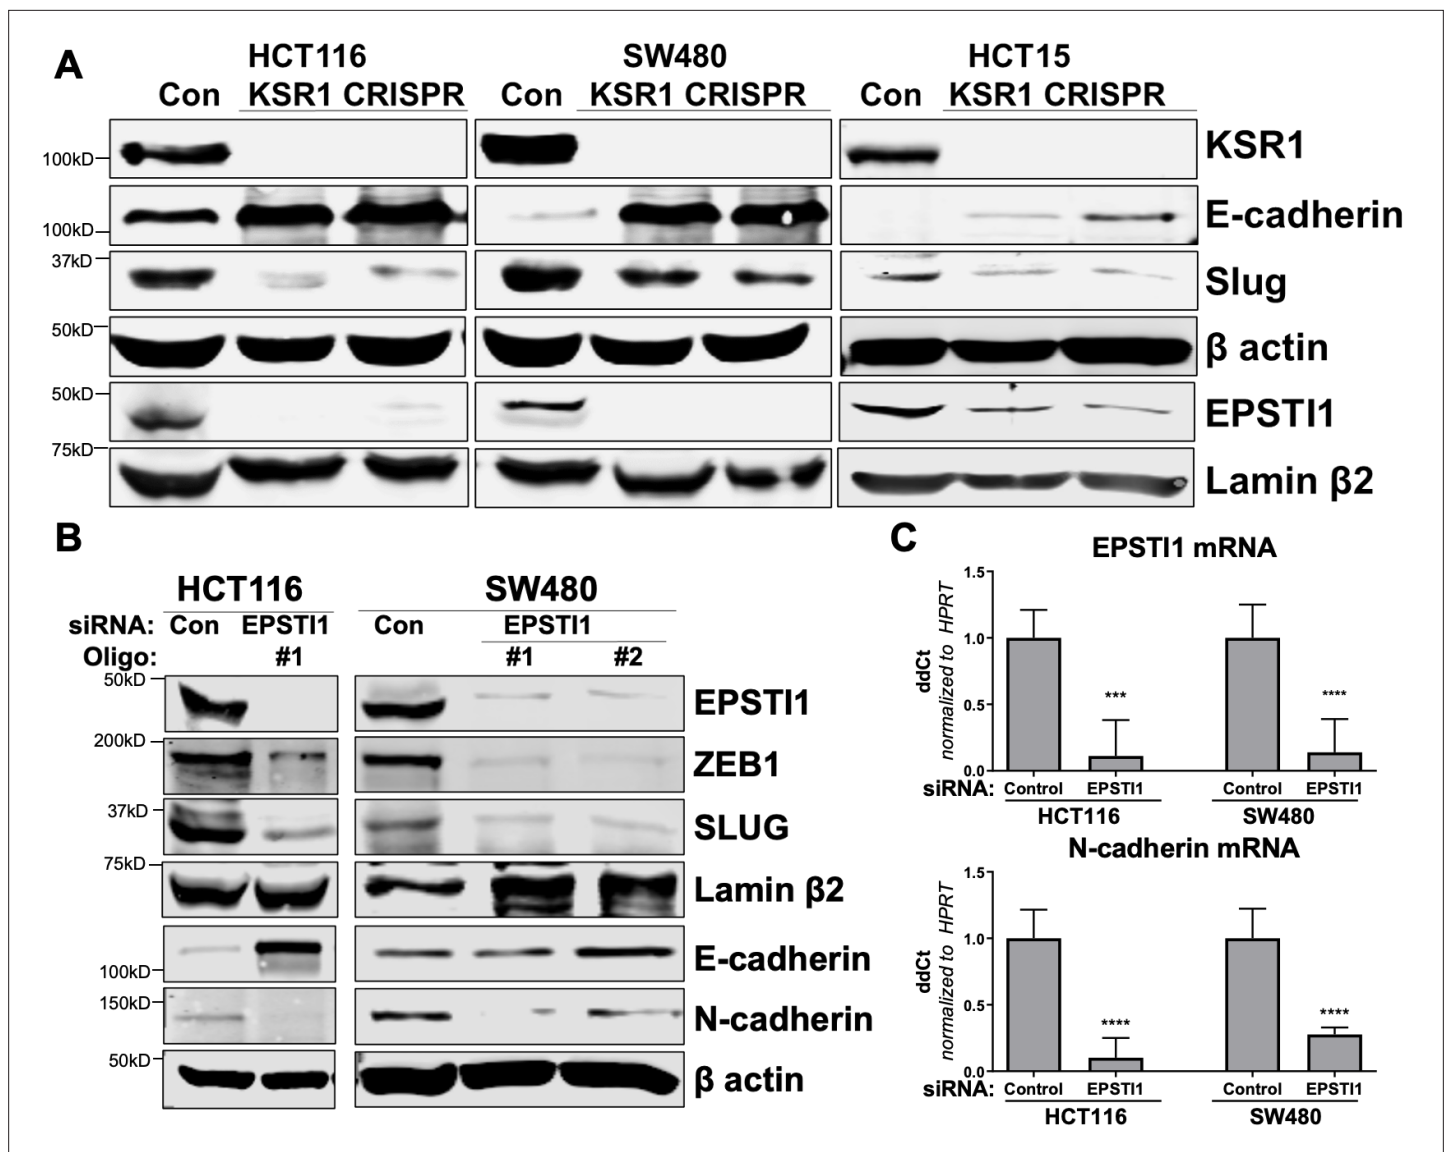 A
HCT116
SW480
HCT15
Con KSR1 CRISPR
Con KSR1 CRISPR
Con KSR1 CRISPR
100kD
KSR1
100kD
E-cadherin
37kD
Slug
50kD
β actin
50kD
EPSTI1
75kD
Lamin β2
B
HCT116
SW480
siRNA: Con EPSTI1
Con EPSTI1
Oligo: #1
#1 #2
50kD
EPSTI1
200kD
ZEB1
37kD
SLUG
75kD
Lamin β2
100kD
E-cadherin
150kD
N-cadherin
50kD
β actin
C
EPSTI1 mRNA
ddCt
normalized to HPRT
1.5
1.0
0.5
0.0
***
****
siRNA: Control EPSTI1 Control EPSTI1
HCT116 SW480
N-cadherin mRNA
ddCt
normalized to HPRT
1.5
1.0
0.5
0.0
****
****
siRNA: Control EPSTI1 Control EPSTI1
HCT116 SW480